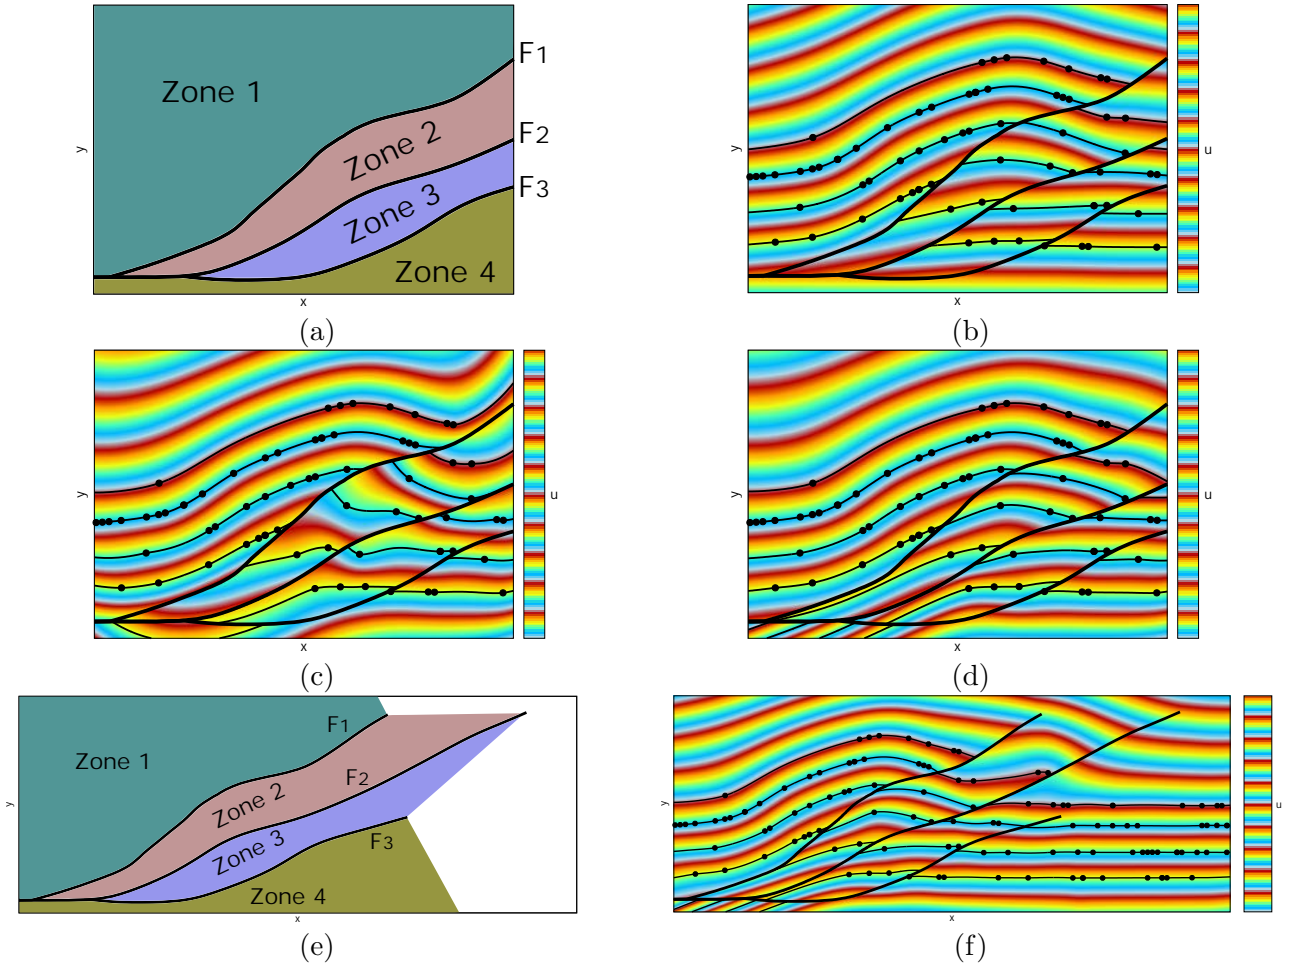 Zone 1
Zone 2
Zone 3
Zone 4
F1
F2
F3
y
x
(a)
y
x
u
(b)
y
x
u
(c)
y
x
u
(d)
Zone 1
Zone 2
Zone 3
Zone 4
F1
F2
F3
y
x
(e)
y
x
u
(f)